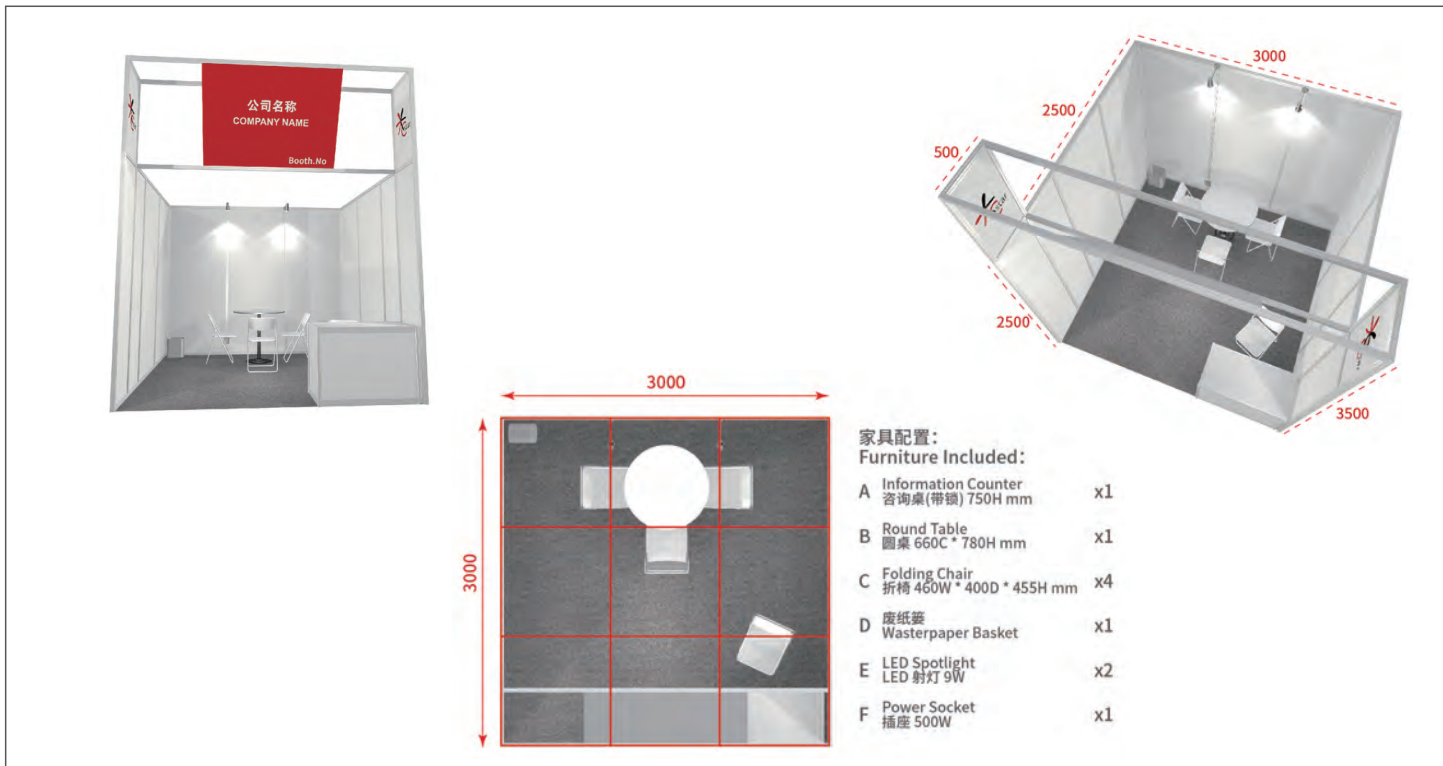 公司名称
COMPANY NAME
Booth.No
3000
2500
500
2500
3500
3000
3000
家具配置：
Furniture Included：
A Information Counter x1
咨询桌(带锁) 750H mm
B Round Table x1
圆桌 660C * 780H mm
C Folding Chair x4
折椅 460W * 400D * 455H mm
D 废纸篓 x1
Wasterpaper Basket
E LED Spotlight x2
LED 射灯 9W
F Power Socket x1
插座 500W